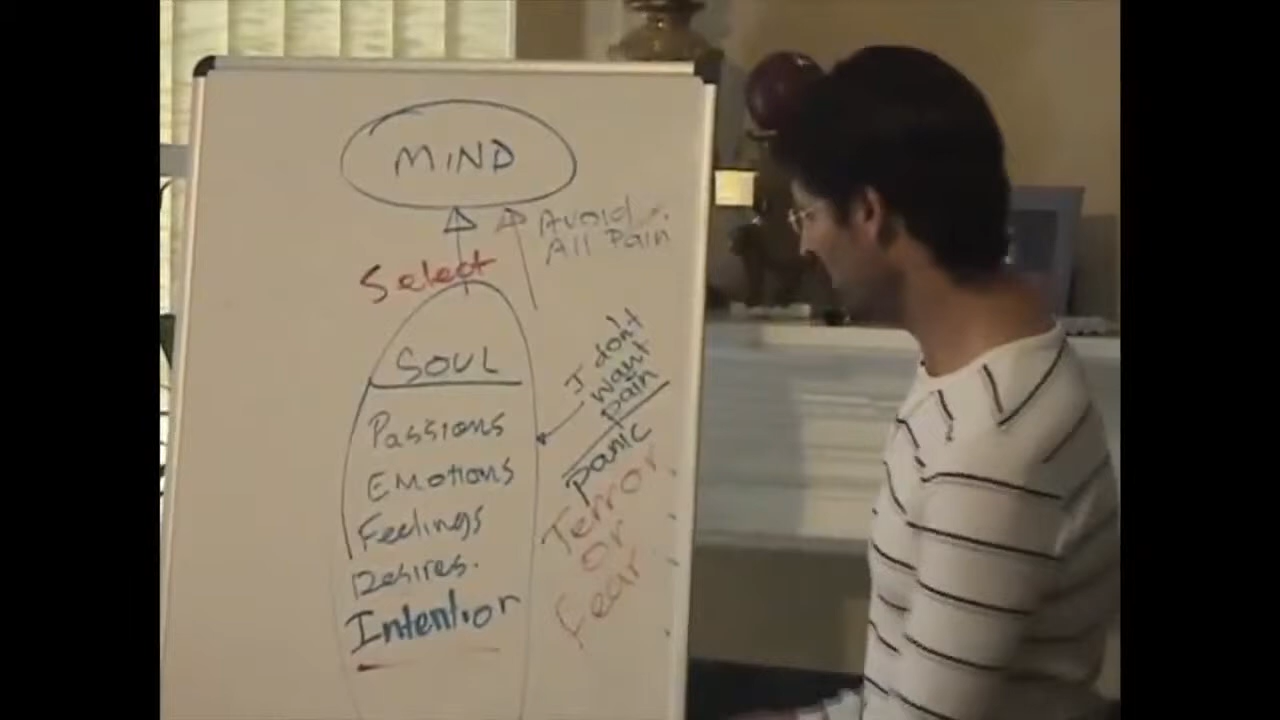 MIND
Avoid
All Pain
Select
SOUL
Passions
Emotions
Feelings
Desires.
Intention
I don't
want
pain
panic
Terror
or
Fear